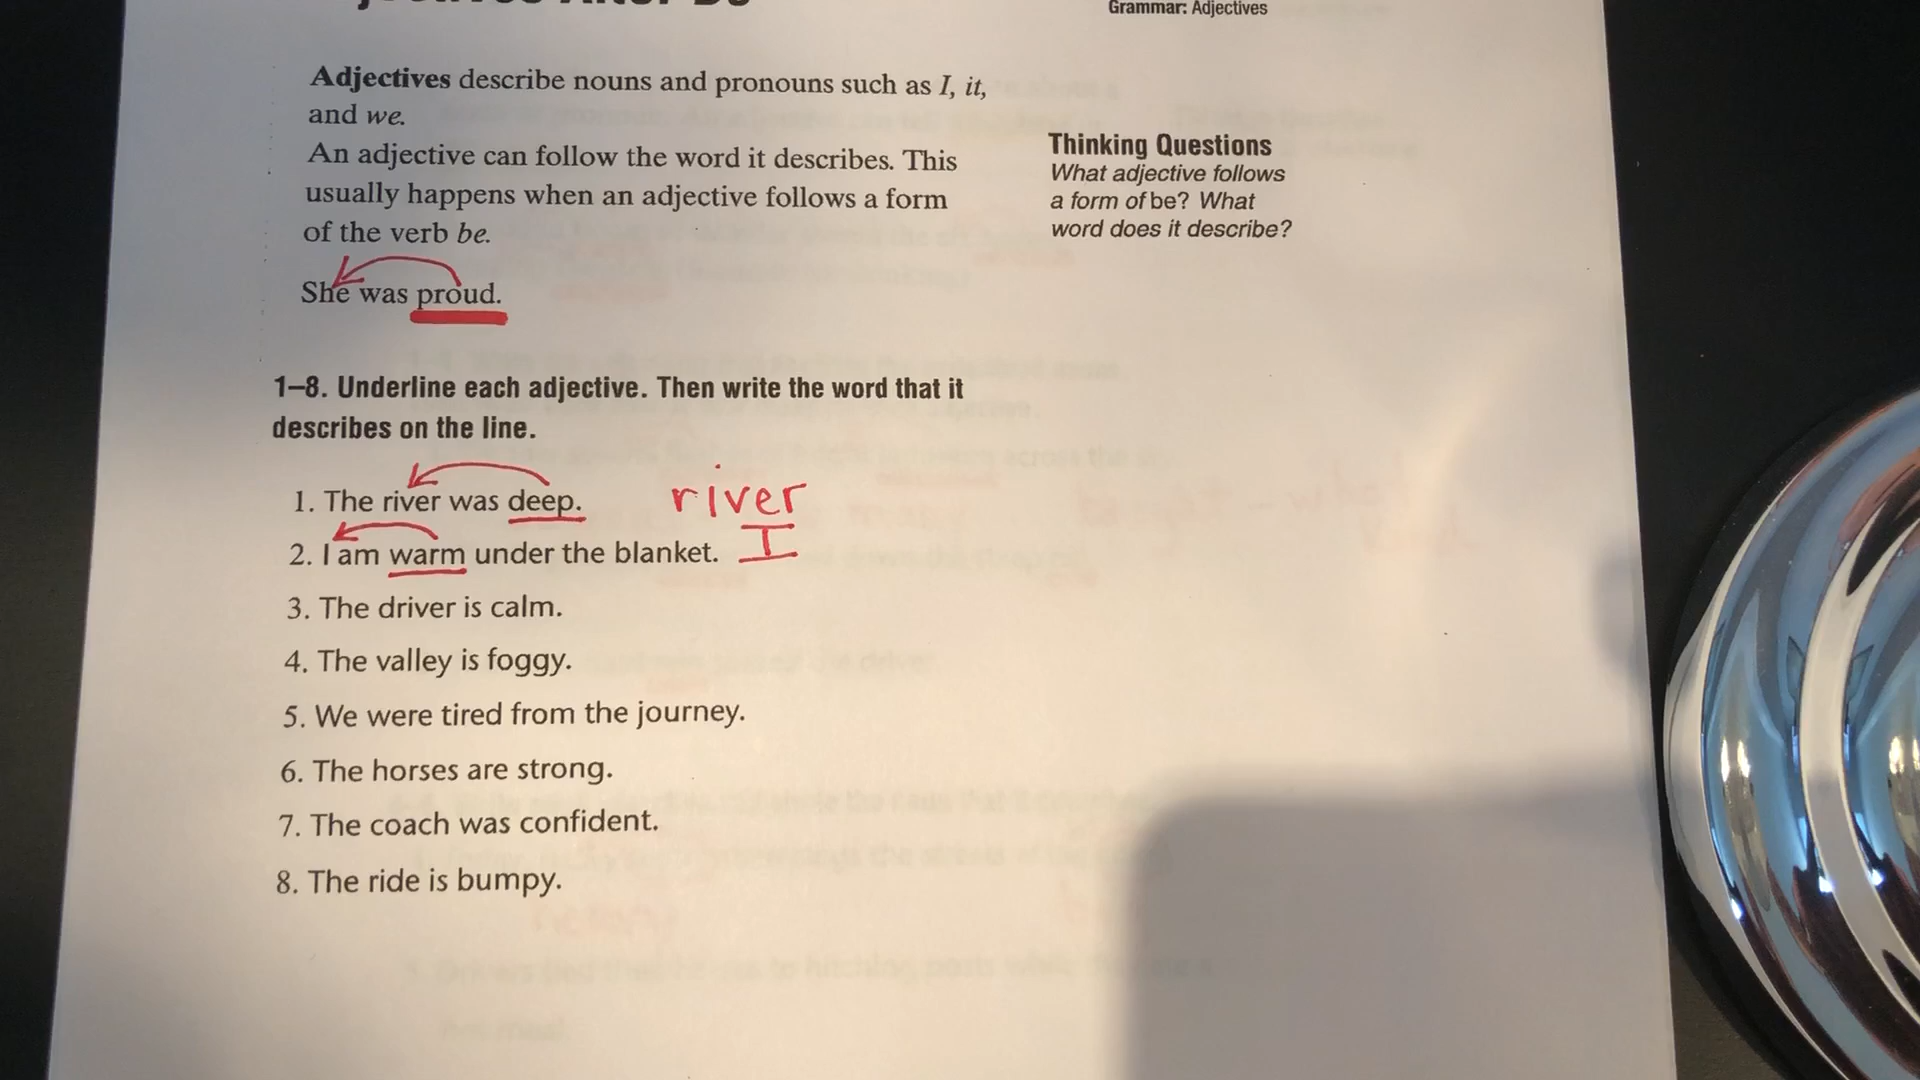 Grammar: Adjectives
Adjectives describe nouns and pronouns such as I, it,
and we.
An adjective can follow the word it describes. This
usually happens when an adjective follows a form
of the verb be.
She was proud.
Thinking Questions
What adjective follows
a form of be? What
word does it describe?
1–8. Underline each adjective. Then write the word that it
describes on the line.
1. The river was deep. river
2. I am warm under the blanket. I
3. The driver is calm.
4. The valley is foggy.
5. We were tired from the journey.
6. The horses are strong.
7. The coach was confident.
8. The ride is bumpy.